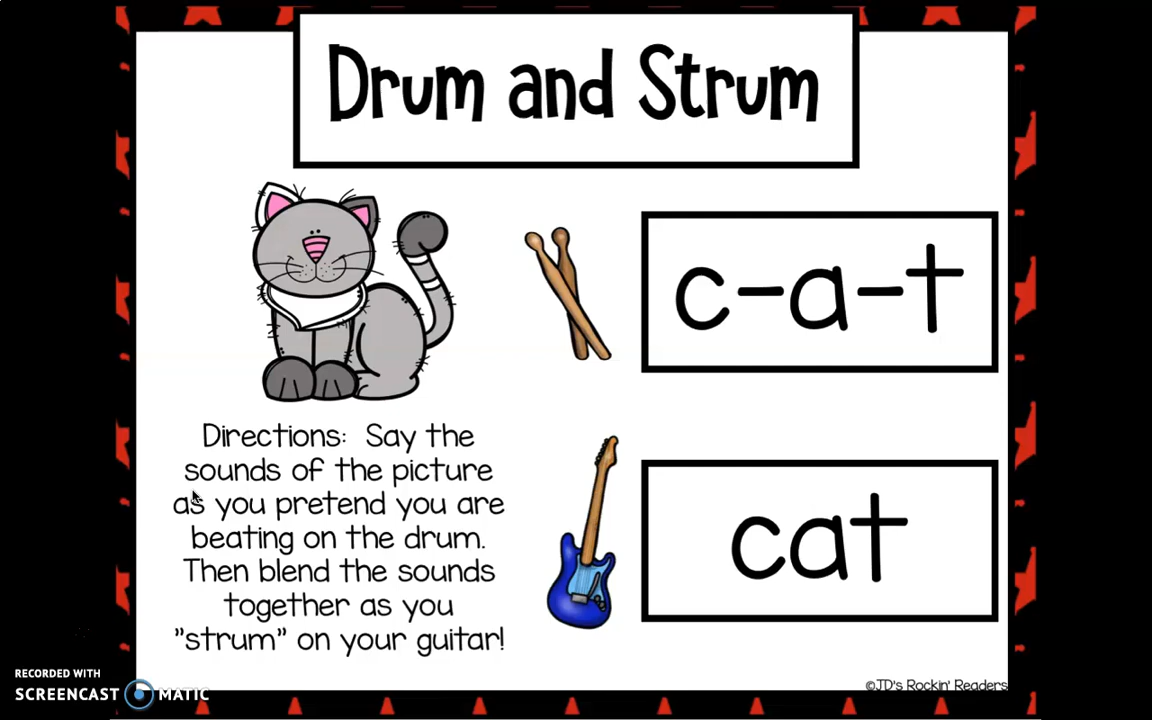 Drum and Strum
c-a-t
Directions: Say the
sounds of the picture
as you pretend you are
beating on the drum.
Then blend the sounds
together as you
"strum" on your guitar!
cat
©JD's Rockin' Readers
RECORDED WITH
SCREENCAST MATIC